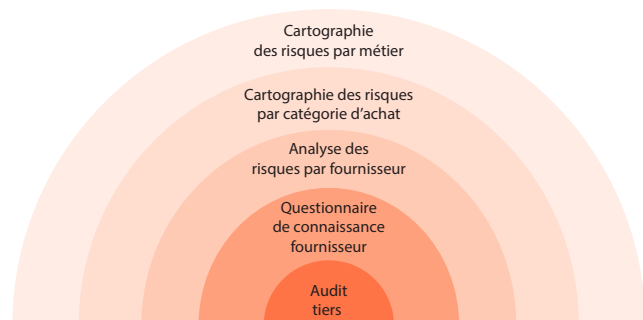 Cartographie
des risques par métier
Cartographie des risques
par catégorie d'achat
Analyse des
risques par fournisseur
Questionnaire
de connaissance
fournisseur
Audit
tiers